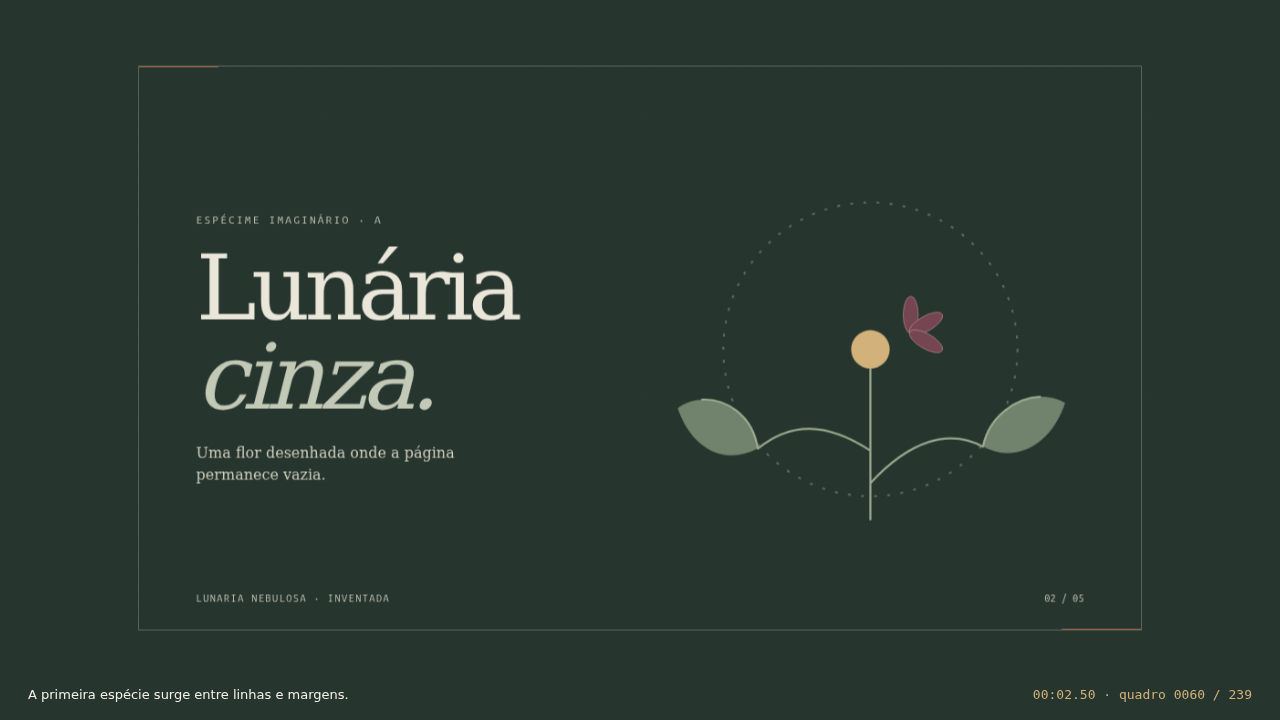 ESPÉCIME IMAGINÁRIO · A
Lunária
cinza.
Uma flor desenhada onde a página
permanece vazia.
LUNARIA NEBULOSA · INVENTADA
02 / 05
A primeira espécie surge entre linhas e margens.
00:02.50 · quadro 0060 / 239